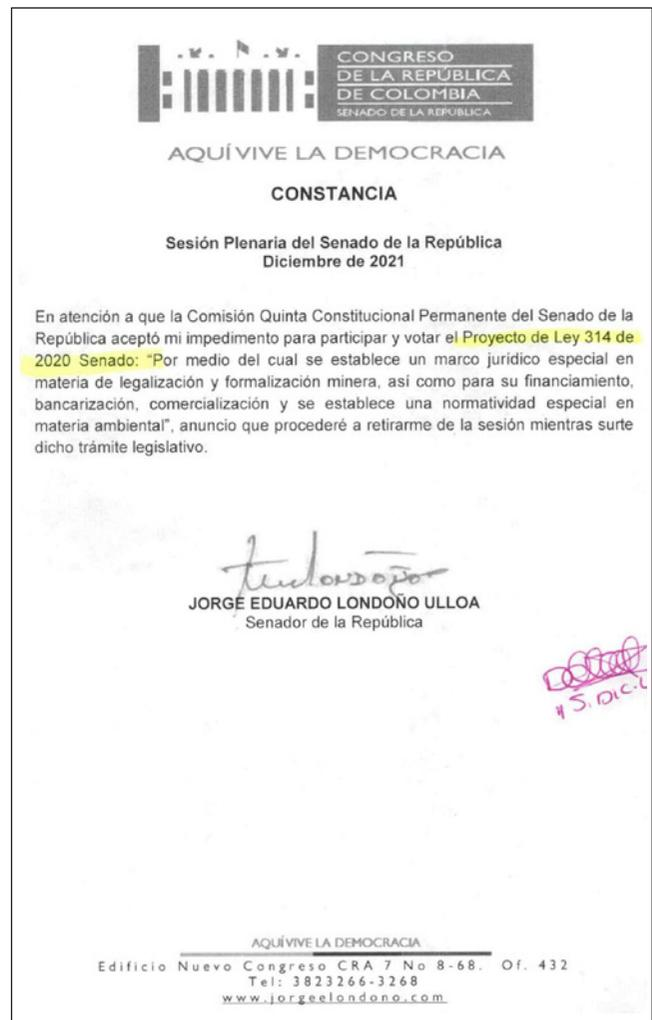 CONGRESO
DE LA REPÚBLICA
DE COLOMBIA
SENADO DE LA REPÚBLICA
AQUÍ VIVE LA DEMOCRACIA
CONSTANCIA
Sesión Plenaria del Senado de la República
Diciembre de 2021
En atención a que la Comisión Quinta Constitucional Permanente del Senado de la
República aceptó mi impedimento para participar y votar el Proyecto de Ley 314 de
2020 Senado: “Por medio del cual se establece un marco jurídico especial en
materia de legalización y formalización minera, así como para su financiamiento,
bancarización, comercialización y se establece una normatividad especial en
materia ambiental”, anuncio que procederé a retirarme de la sesión mientras surte
dicho trámite legislativo.
JORGE EDUARDO LONDOÑO ULLOA
Senador de la República
AQUÍ VIVE LA DEMOCRACIA
Edificio Nuevo Congreso CRA 7 No 8-68. Of. 432
Tel: 3823266-3268
www.jorgeelondono.com